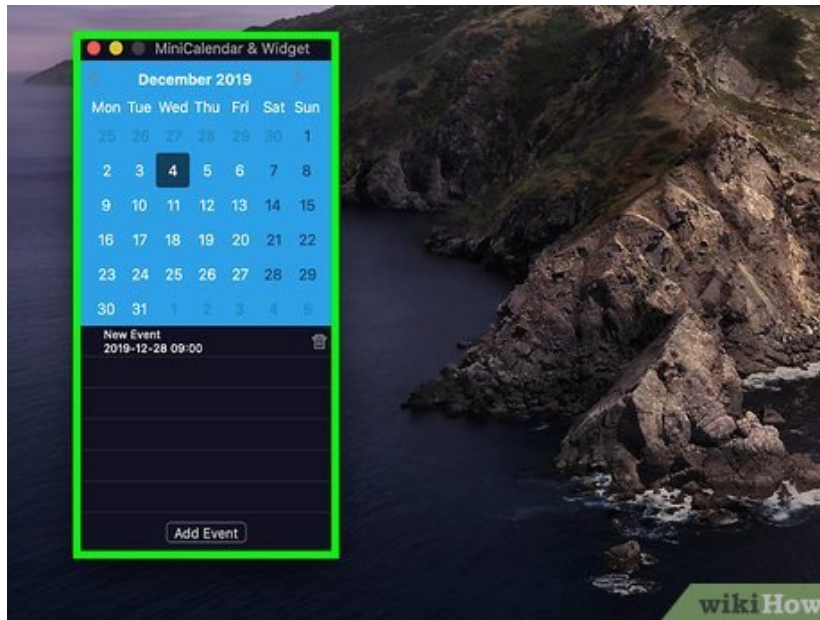 MiniCalendar & Widget
December 2019
Mon Tue Wed Thu Fri Sat Sun
25 26 27 28 29 30 1
2 3 4 5 6 7 8
9 10 11 12 13 14 15
16 17 18 19 20 21 22
23 24 25 26 27 28 29
30 31 1 2 3 4 5
New Event
2019-12-28 09:00
Add Event
wikiHow